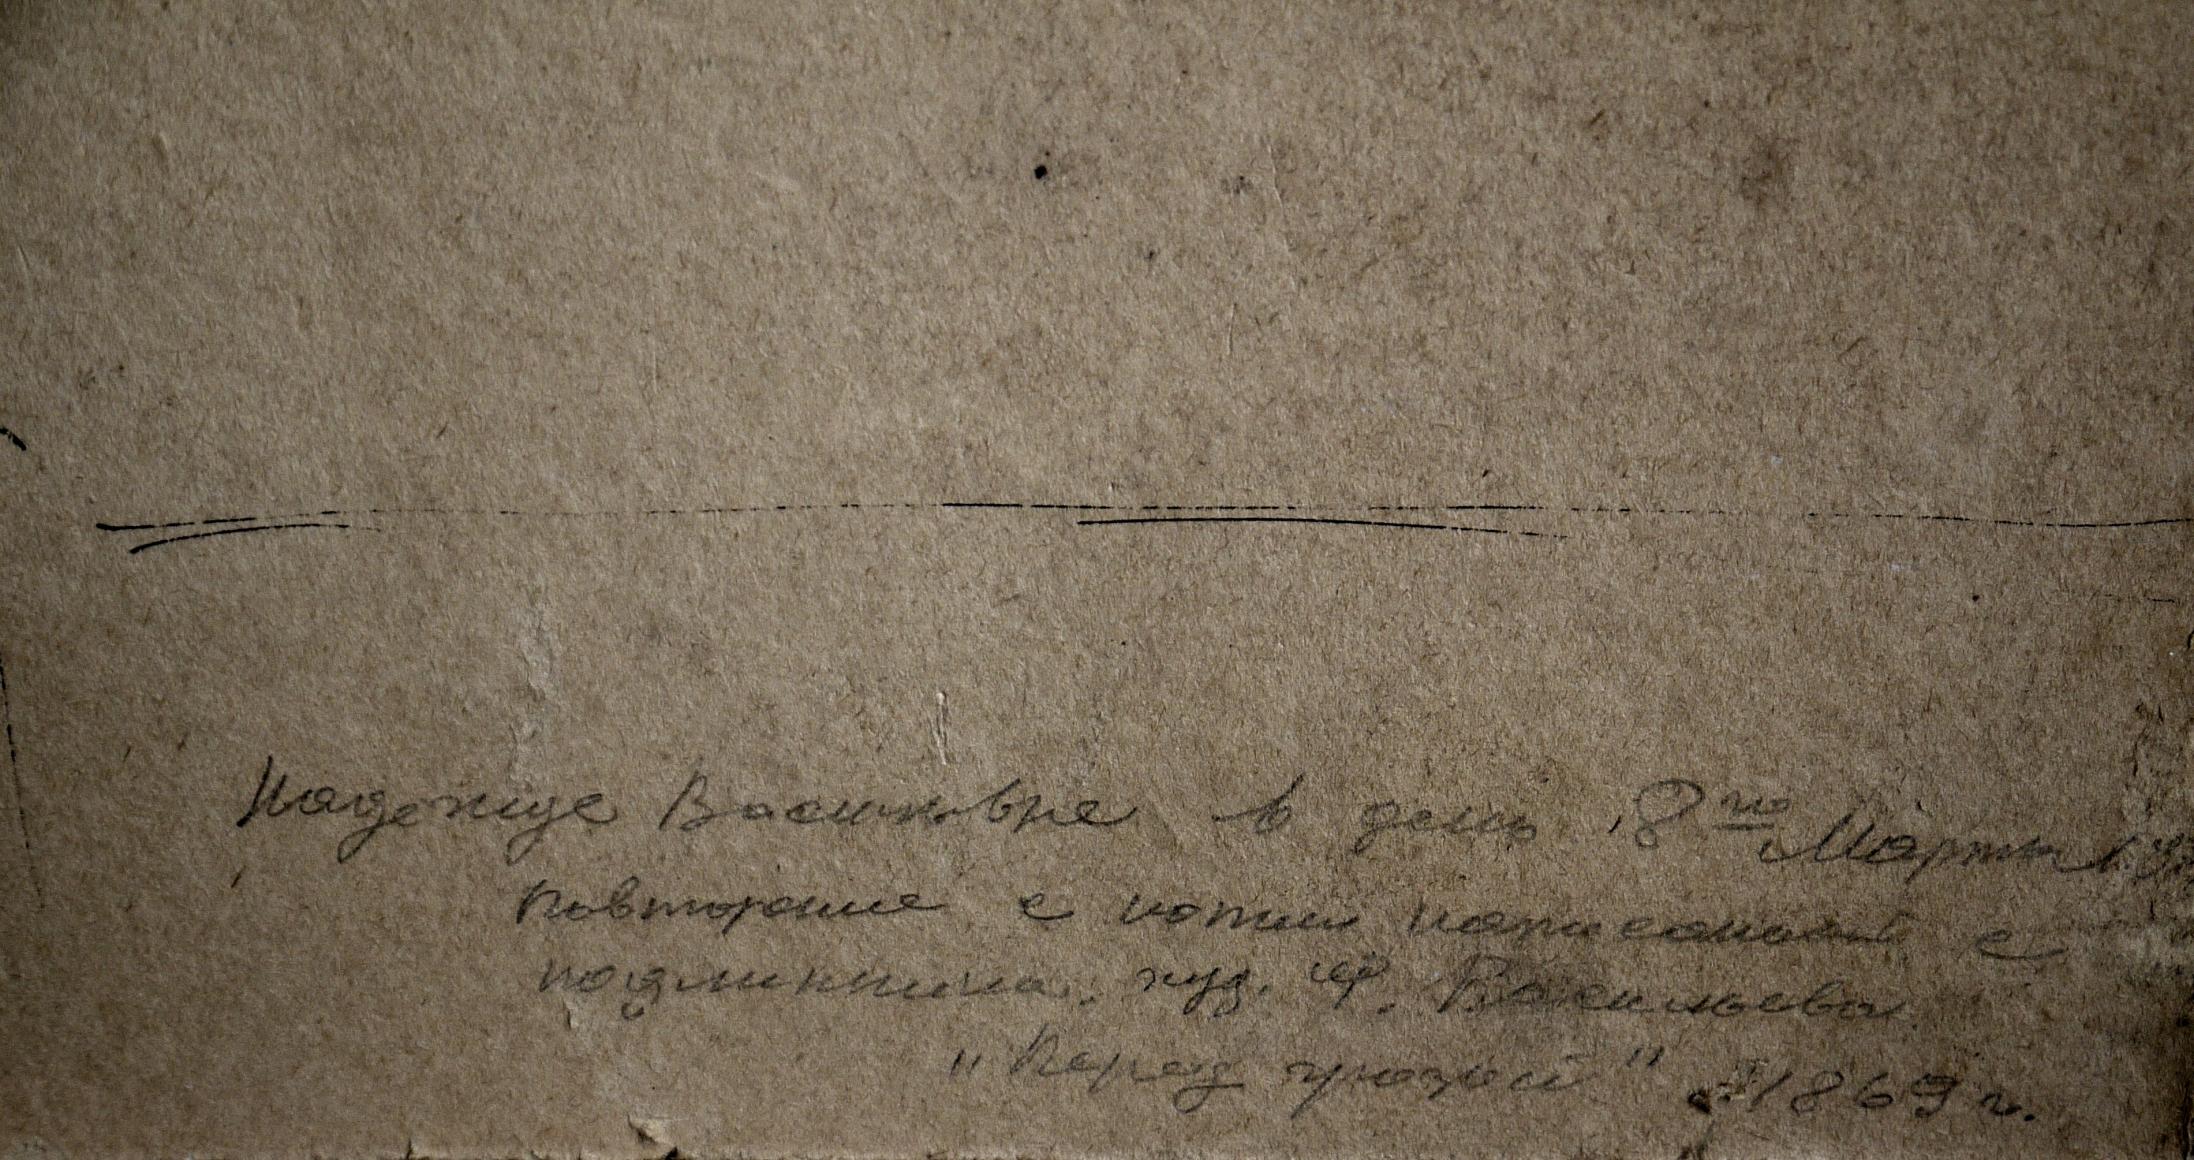 Надежде Васильевне в день 8го Марта
повторение с копии написанной с
подлинника, худ. Ф. Васильева
"Перед грозой" 1869 г.